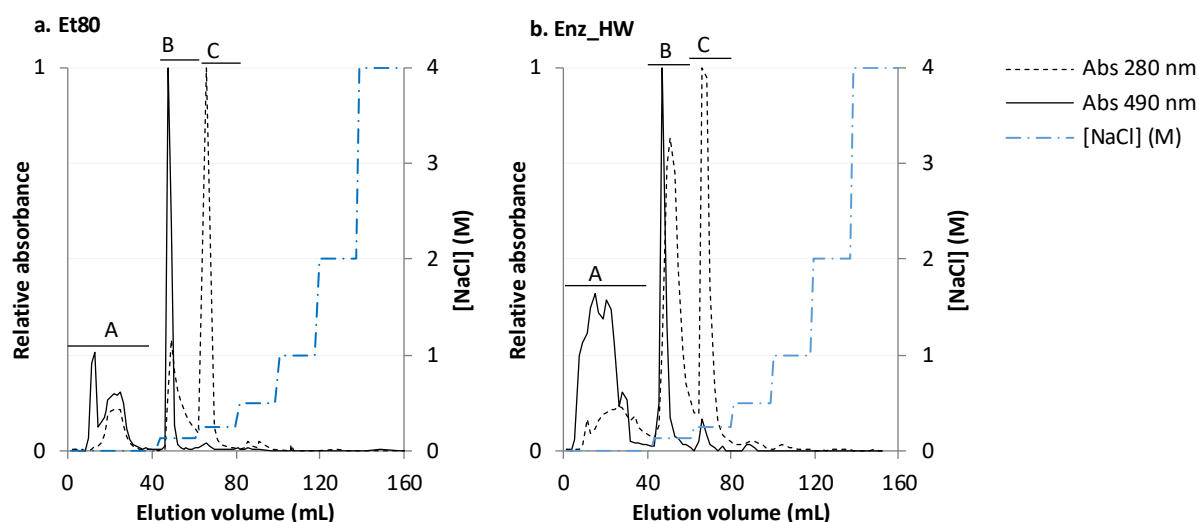 a. Et80
B
C
1
4
3
A
2
1
0
0
0
40
80
120
160
Relative absorbance
[NaCl] (M)
Elution volume (mL)
b. Enz_HW
B
C
1
4
3
A
2
1
0
0
0
40
80
120
160
Relative absorbance
[NaCl] (M)
Elution volume (mL)
Abs 280 nm
Abs 490 nm
[NaCl] (M)